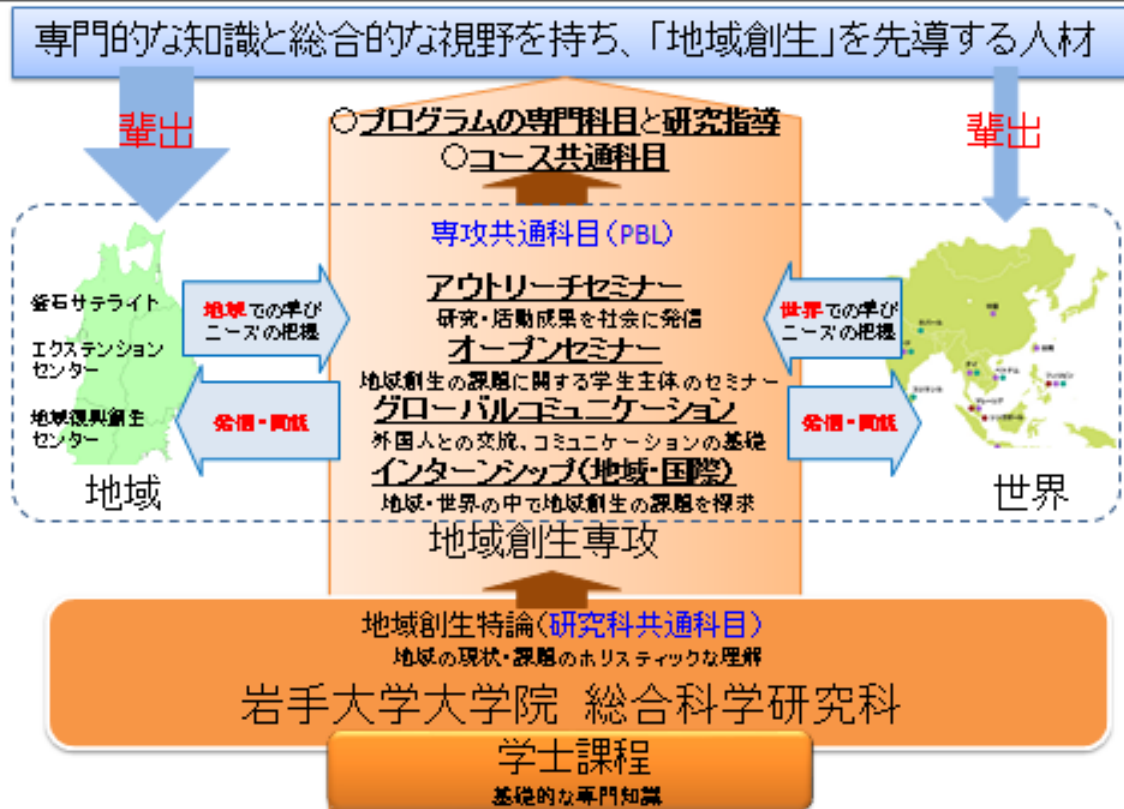 専門的な知識と総合的な視野を持ち、「地域創生」を先導する人材
輩出
輩出
○プログラムの専門科目と研究指導
○コース共通科目
専攻共通科目(PBL)
アウトリーチセミナー
研究・活動成果を社会に発信
オープンセミナー
地域創生の課題に関する学生主体のセミナー
グローバルコミュニケーション
外国人との交流、コミュニケーションの基礎
インターンシップ(地域・国際)
地域・世界の中で地域創生の課題を探求
地域創生専攻
釜石サテライト
エクステンション
センター
地域復興創生
センター
地域
地域での学び
ニーズの把握
発信・実践
世界での学び
ニーズの把握
発信・実践
世界
地域創生特論(研究科共通科目)
地域の現状・課題のホリスティックな理解
岩手大学大学院 総合科学研究科
学士課程
基礎的な専門知識